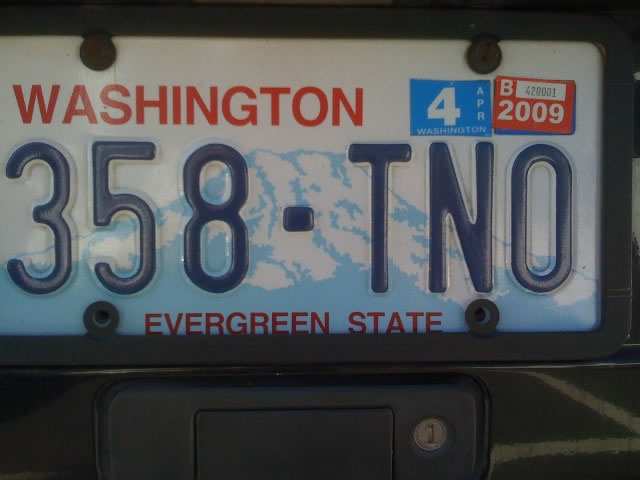 WASHINGTON
4 APR
WASHINGTON
B 420001
2009
358·TNO
EVERGREEN STATE